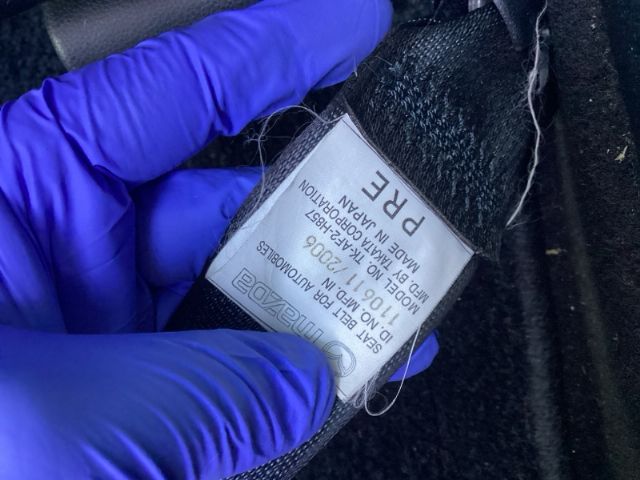 mazda
SEAT BELT FOR AUTOMOBILES
ID NO. MFD. IN
110611/2006
MODEL NO. TK-AF2-H857
MFD. BY TAKATA CORPORATION
MADE IN JAPAN
PRE